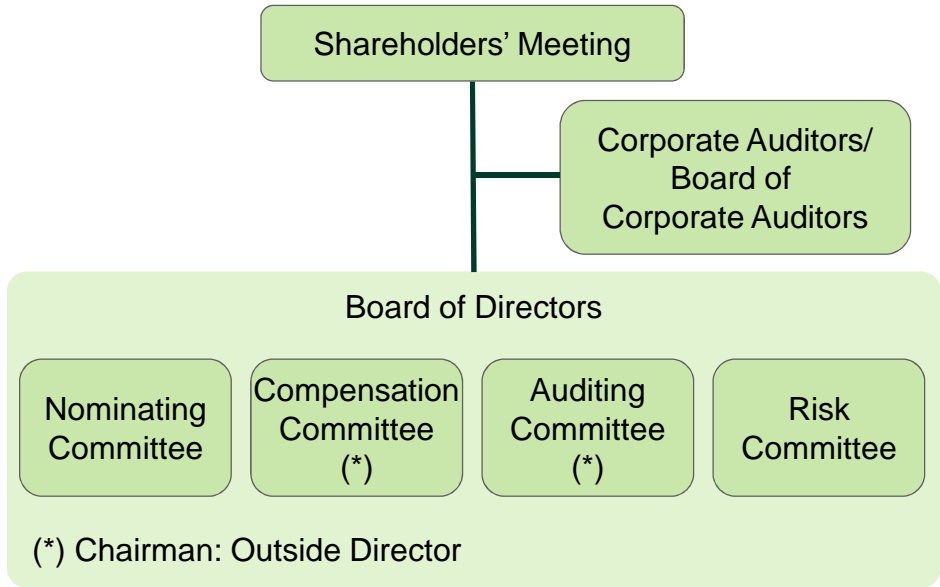 Shareholders’ Meeting
Corporate Auditors/
Board of
Corporate Auditors
Board of Directors
Nominating
Committee
Compensation
Committee
(*)
Auditing
Committee
(*)
Risk
Committee
(*) Chairman: Outside Director